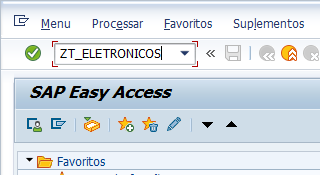 Menu Processar Favoritos Suplementos
ZT_ELETRONICOS
SAP Easy Access
Favoritos